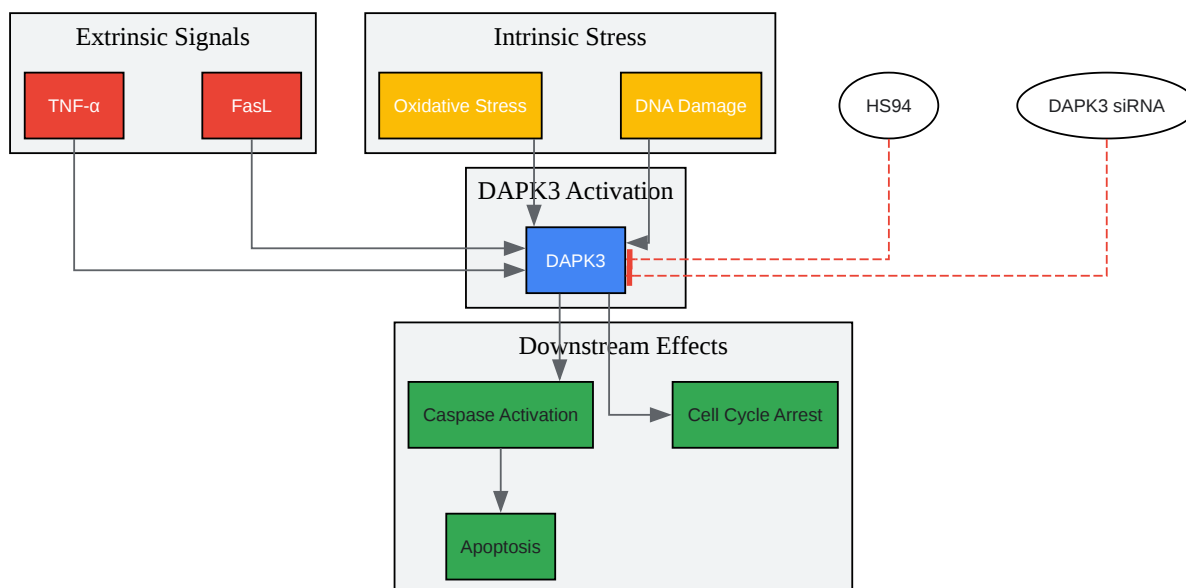 Extrinsic Signals
Intrinsic Stress
TNF-α
FasL
Oxidative Stress
DNA Damage
HS94
DAPK3 siRNA
DAPK3 Activation
DAPK3
Downstream Effects
Caspase Activation
Cell Cycle Arrest
Apoptosis